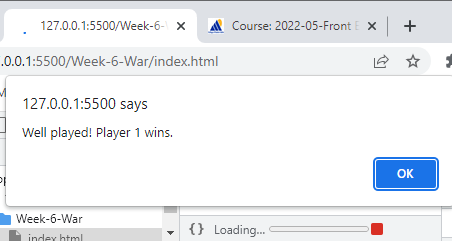 127.0.0.1:5500/Week-6-
Course: 2022-05-Front
.0.0.1:5500/Week-6-War/index.html
127.0.0.1:5500 says
Well played! Player 1 wins.
OK
Week-6-War
index.html
{} Loading...